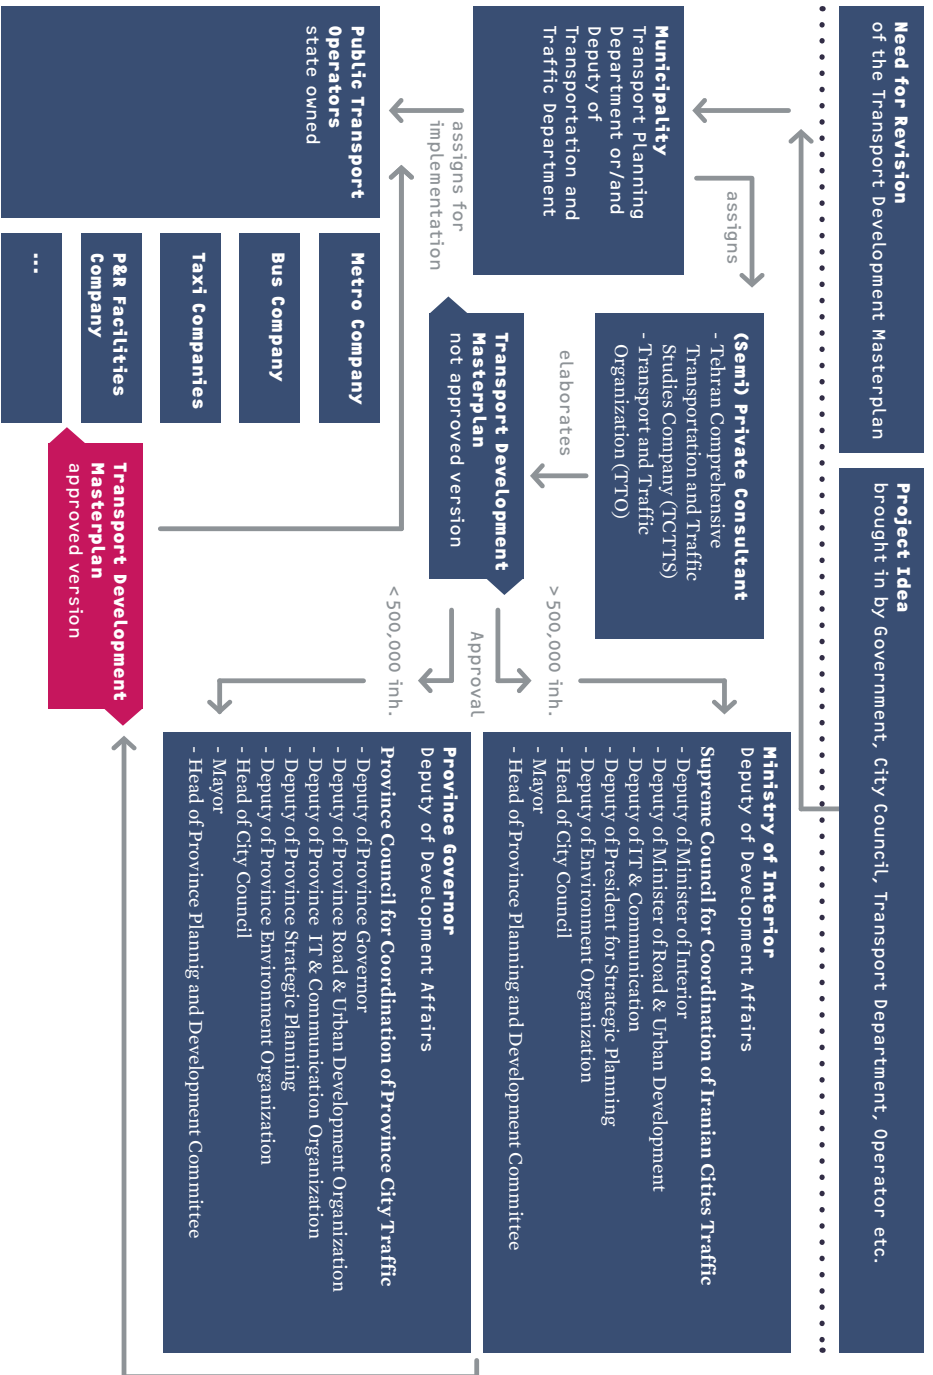 Need for Revision
of the Transport Development Masterplan
Project Idea
brought in by Government, City Council, Transport Department, Operator etc.
Municipality
Transport Planning
Department or/and
Deputy of
Transportation and
Traffic Department
assigns
(Semi) Private Consultant
- Tehran Comprehensive
Transportation and Traffic
Studies Company (TCTTS)
- Transport and Traffic
Organization (TTO)
elaborates
Transport Development
Masterplan
not approved version
> 500,000 inh.
Approval
< 500,000 inh.
Ministry of Interior
Deputy of Development Affairs
Supreme Council for Coordination of Iranian Cities Traffic
- Deputy of Minister of Interior
- Deputy of Minister of Road & Urban Development
- Deputy of IT & Communication
- Deputy of President for Strategic Planning
- Deputy of Environment Organization
- Head of City Council
- Mayor
- Head of Province Planning and Development Committee
Province Governor
Deputy of Development Affairs
Province Council for Coordination of Province City Traffic
- Deputy of Province Governor
- Deputy of Province Road & Urban Development Organization
- Deputy of Province IT & Communication Organization
- Deputy of Province Strategic Planning
- Deputy of Province Environment Organization
- Head of City Council
- Mayor
- Head of Province Plannig and Development Committee
assigns for
implementation
Public Transport
Operators
state owned
Metro Company
Bus Company
Taxi Companies
P&R Facilities
Company
...
Transport Development
Masterplan
approved version